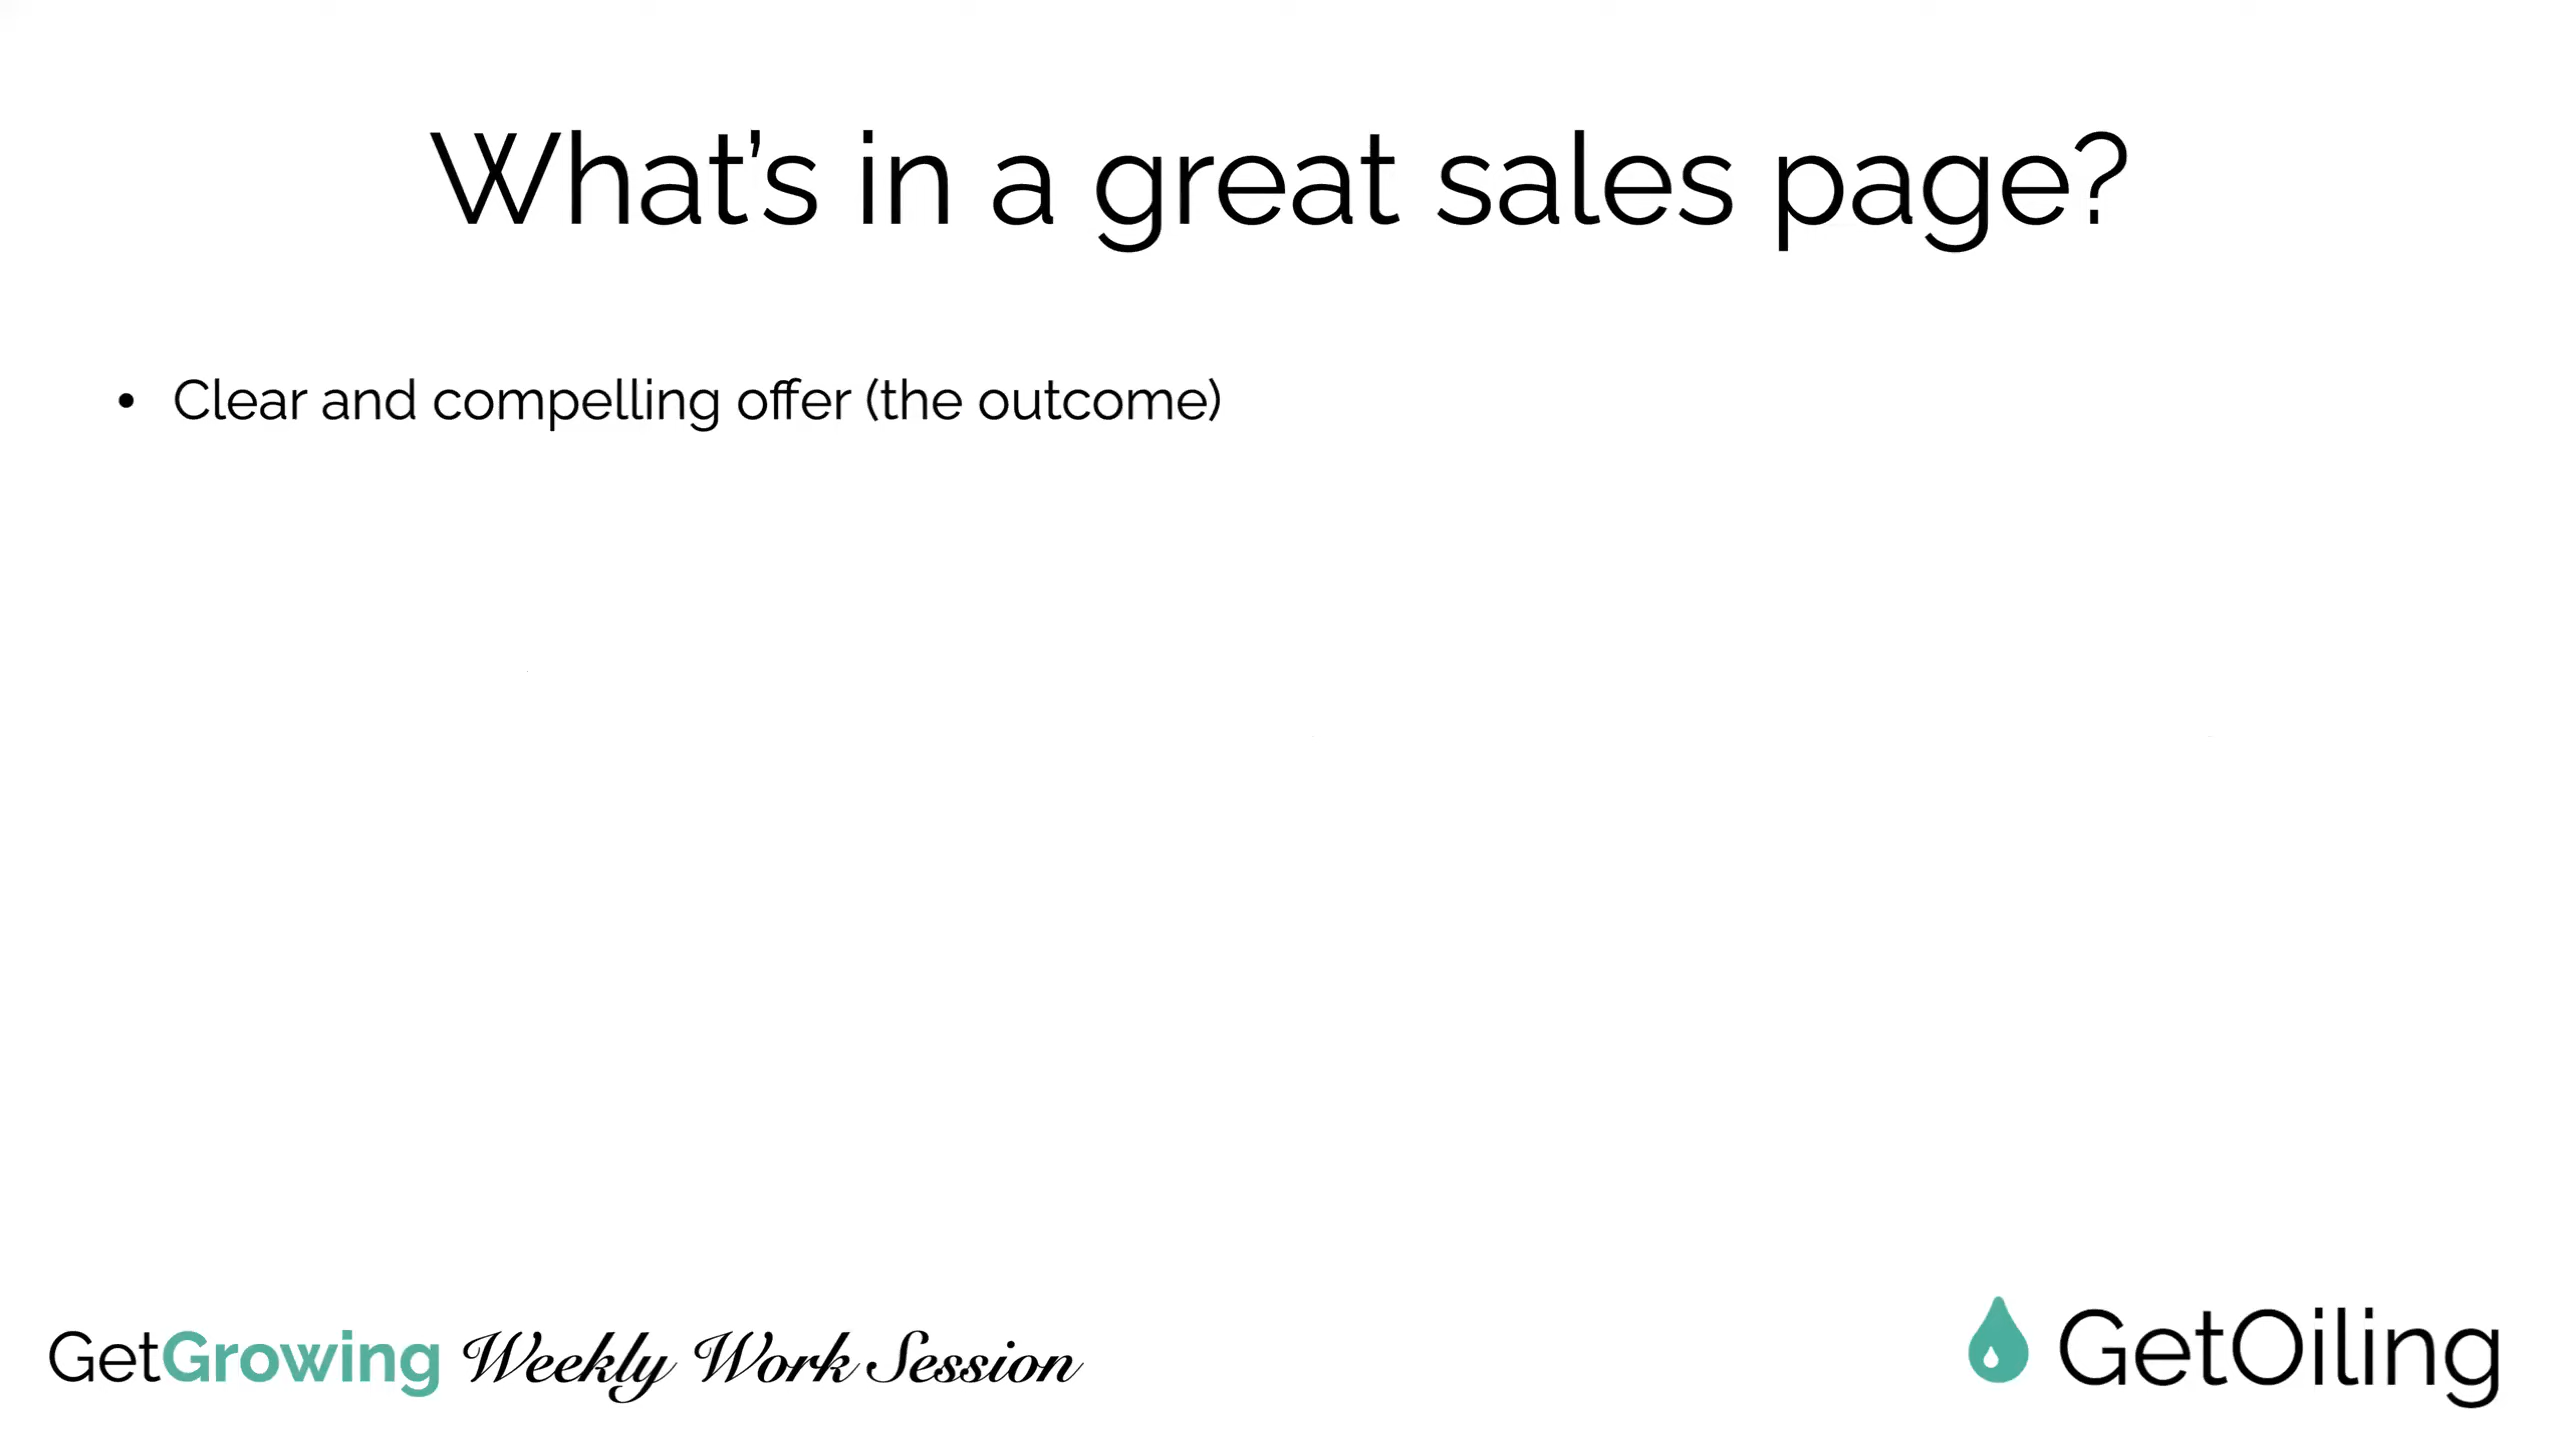 What's in a great sales page?
• Clear and compelling offer (the outcome)
GetGrowing Weekly Work Session
GetOiling